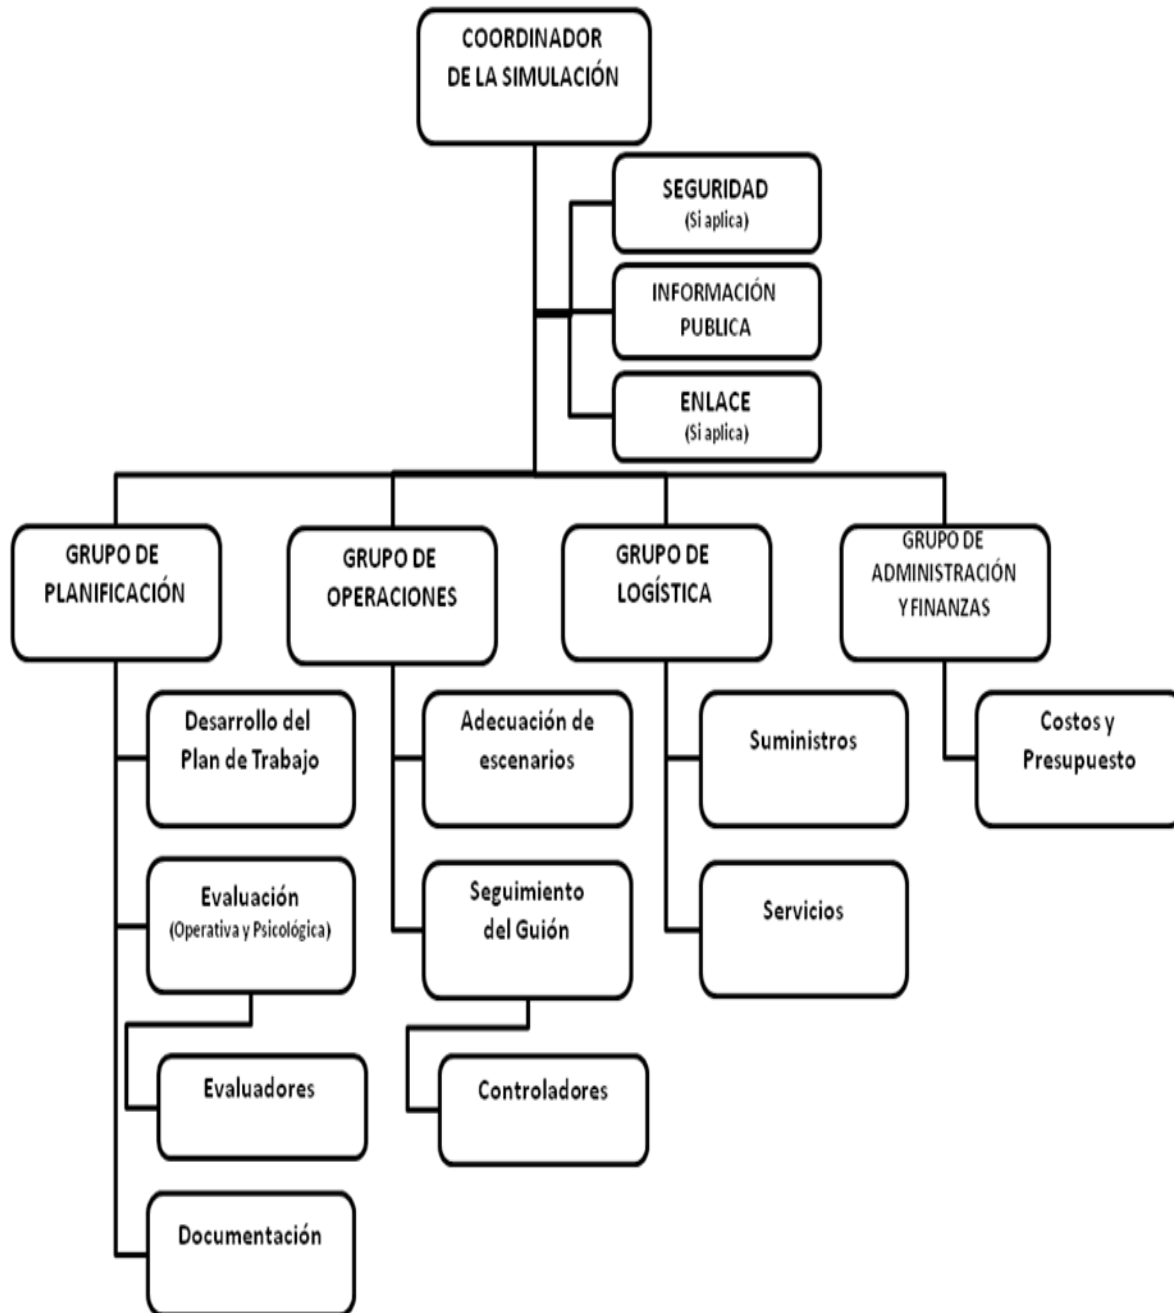 COORDINADOR
DE LA SIMULACIÓN
SEGURIDAD
(Si aplica)
INFORMACIÓN
PUBLICA
ENLACE
(Si aplica)
GRUPO DE
PLANIFICACIÓN
GRUPO DE
OPERACIONES
GRUPO DE
LOGÍSTICA
GRUPO DE
ADMINISTRACIÓN
Y FINANZAS
Desarrollo del
Plan de Trabajo
Adecuación de
escenarios
Suministros
Costos y
Presupuesto
Evaluación
(Operativa y Psicológica)
Seguimiento
del Guión
Servicios
Evaluadores
Controladores
Documentación